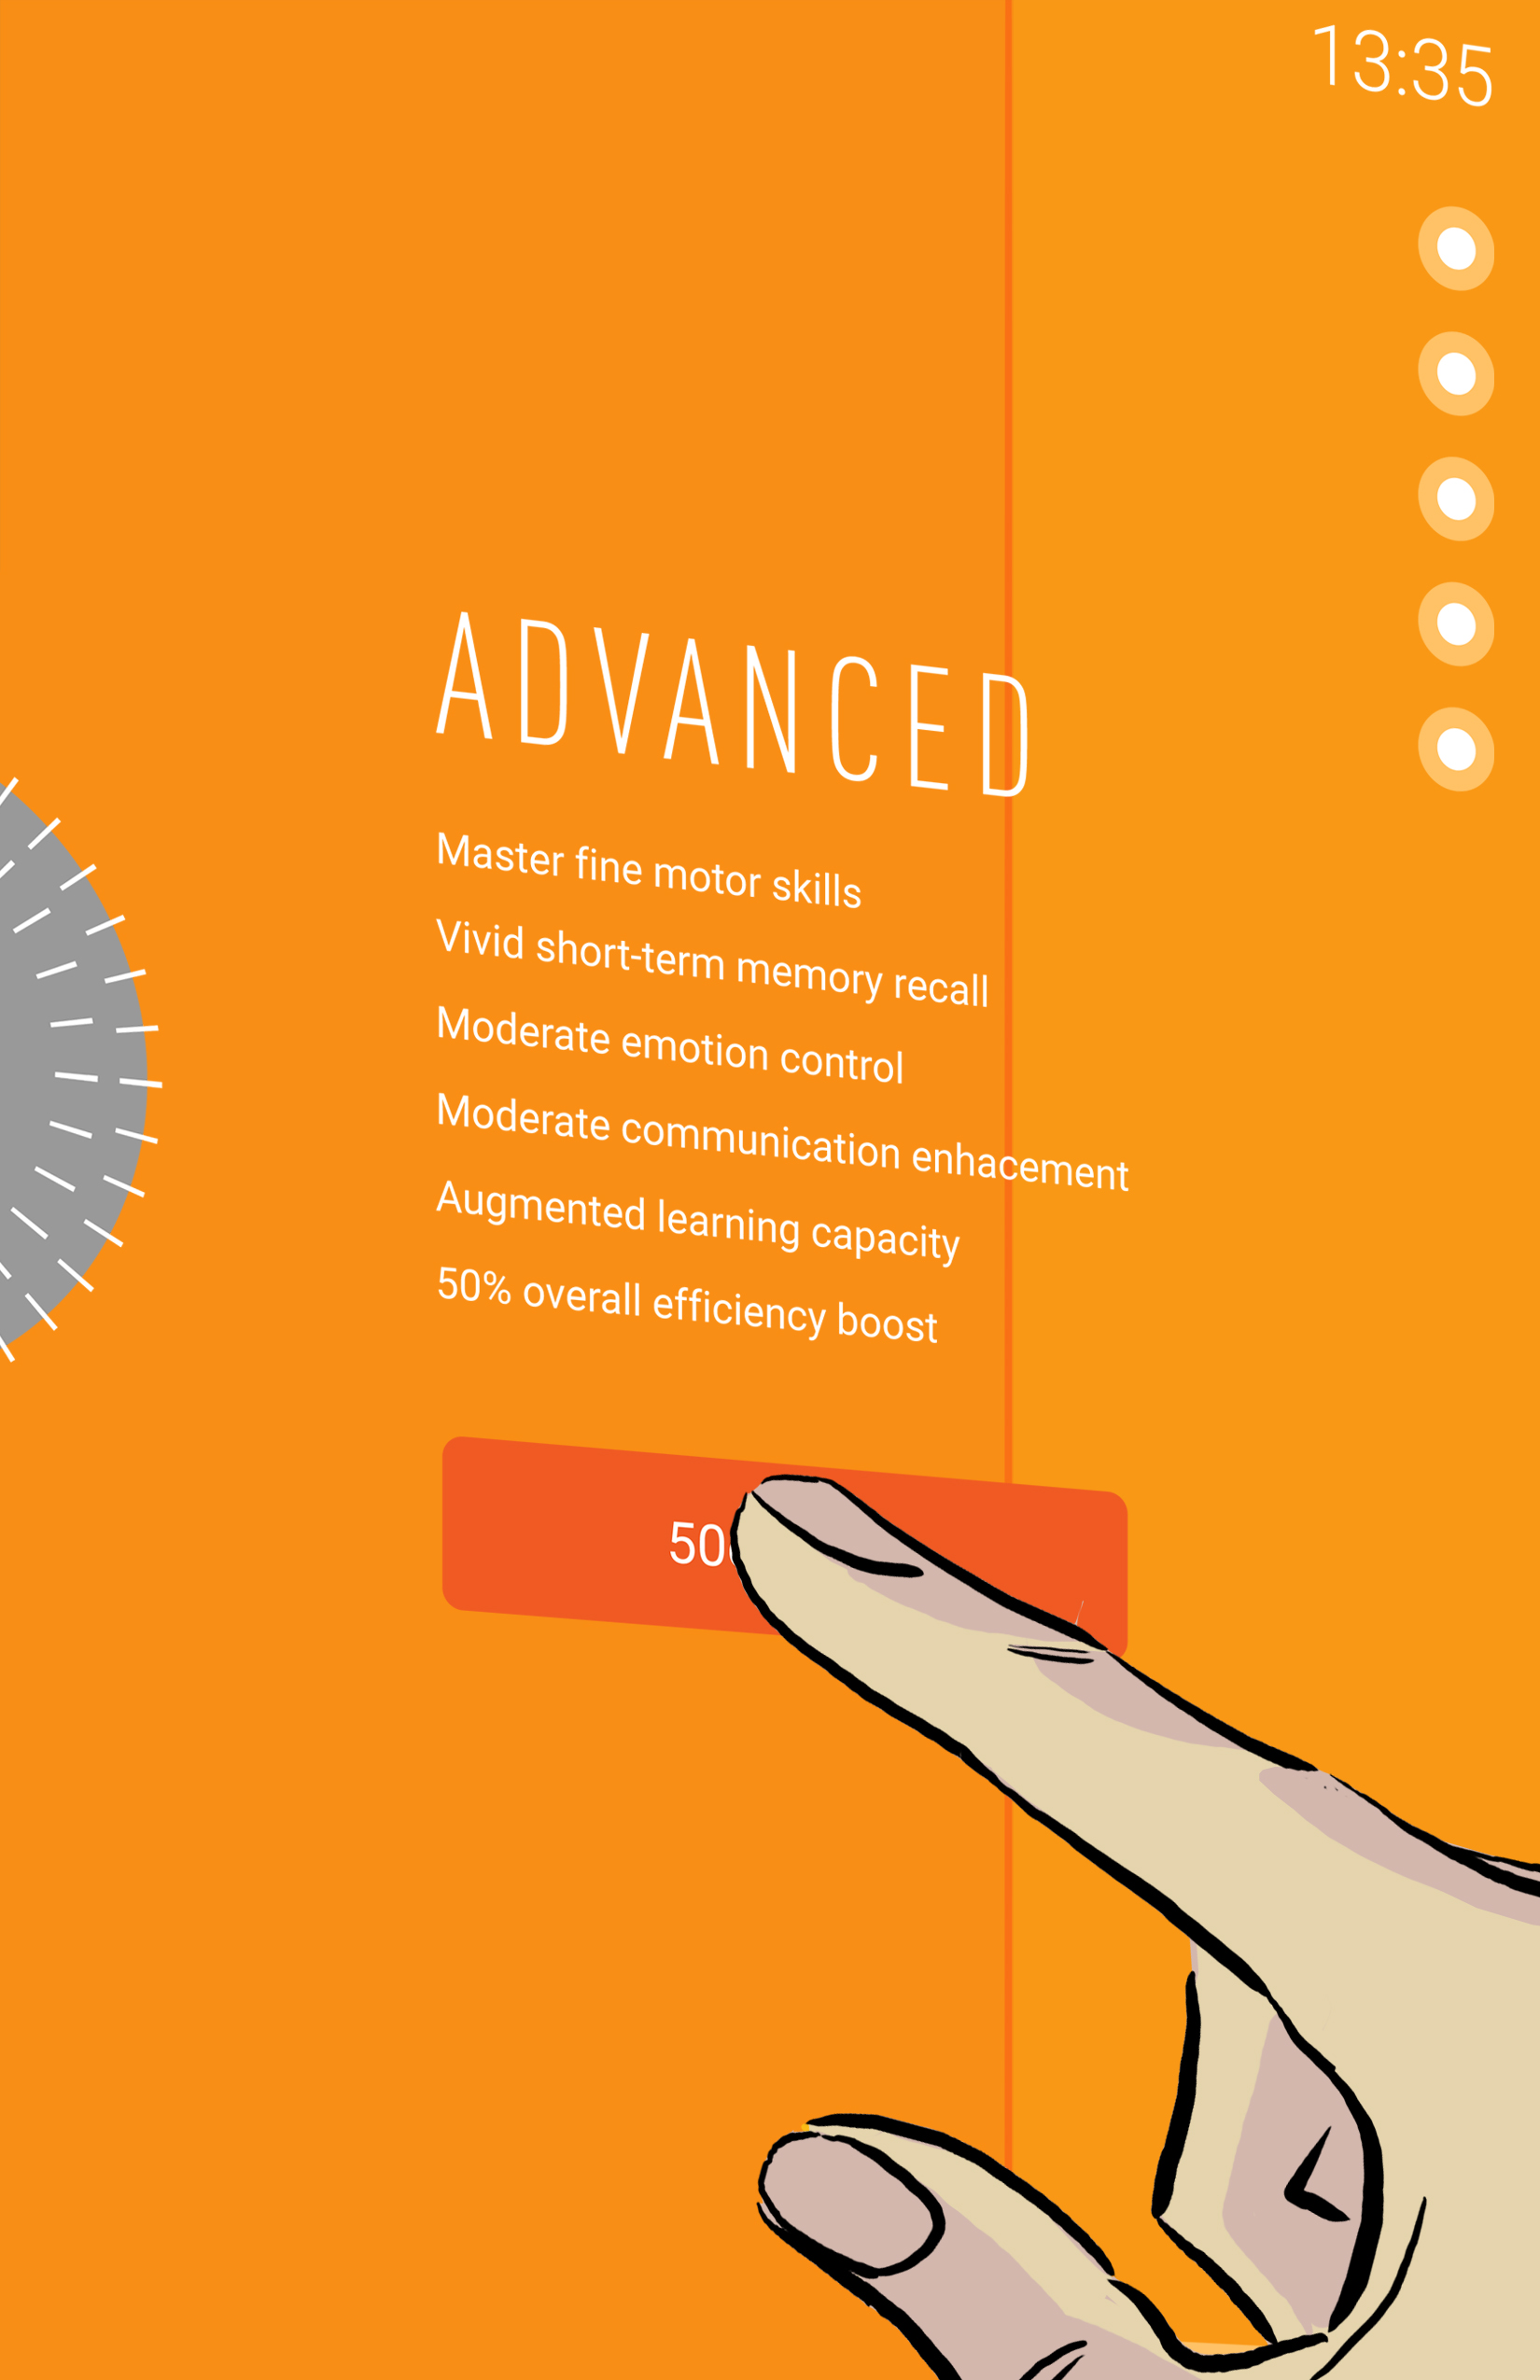 13:35
ADVANCED
Master fine motor skills
Vivid short-term memory recall
Moderate emotion control
Moderate communication enhacement
Augmented learning capacity
50% overall efficiency boost
50